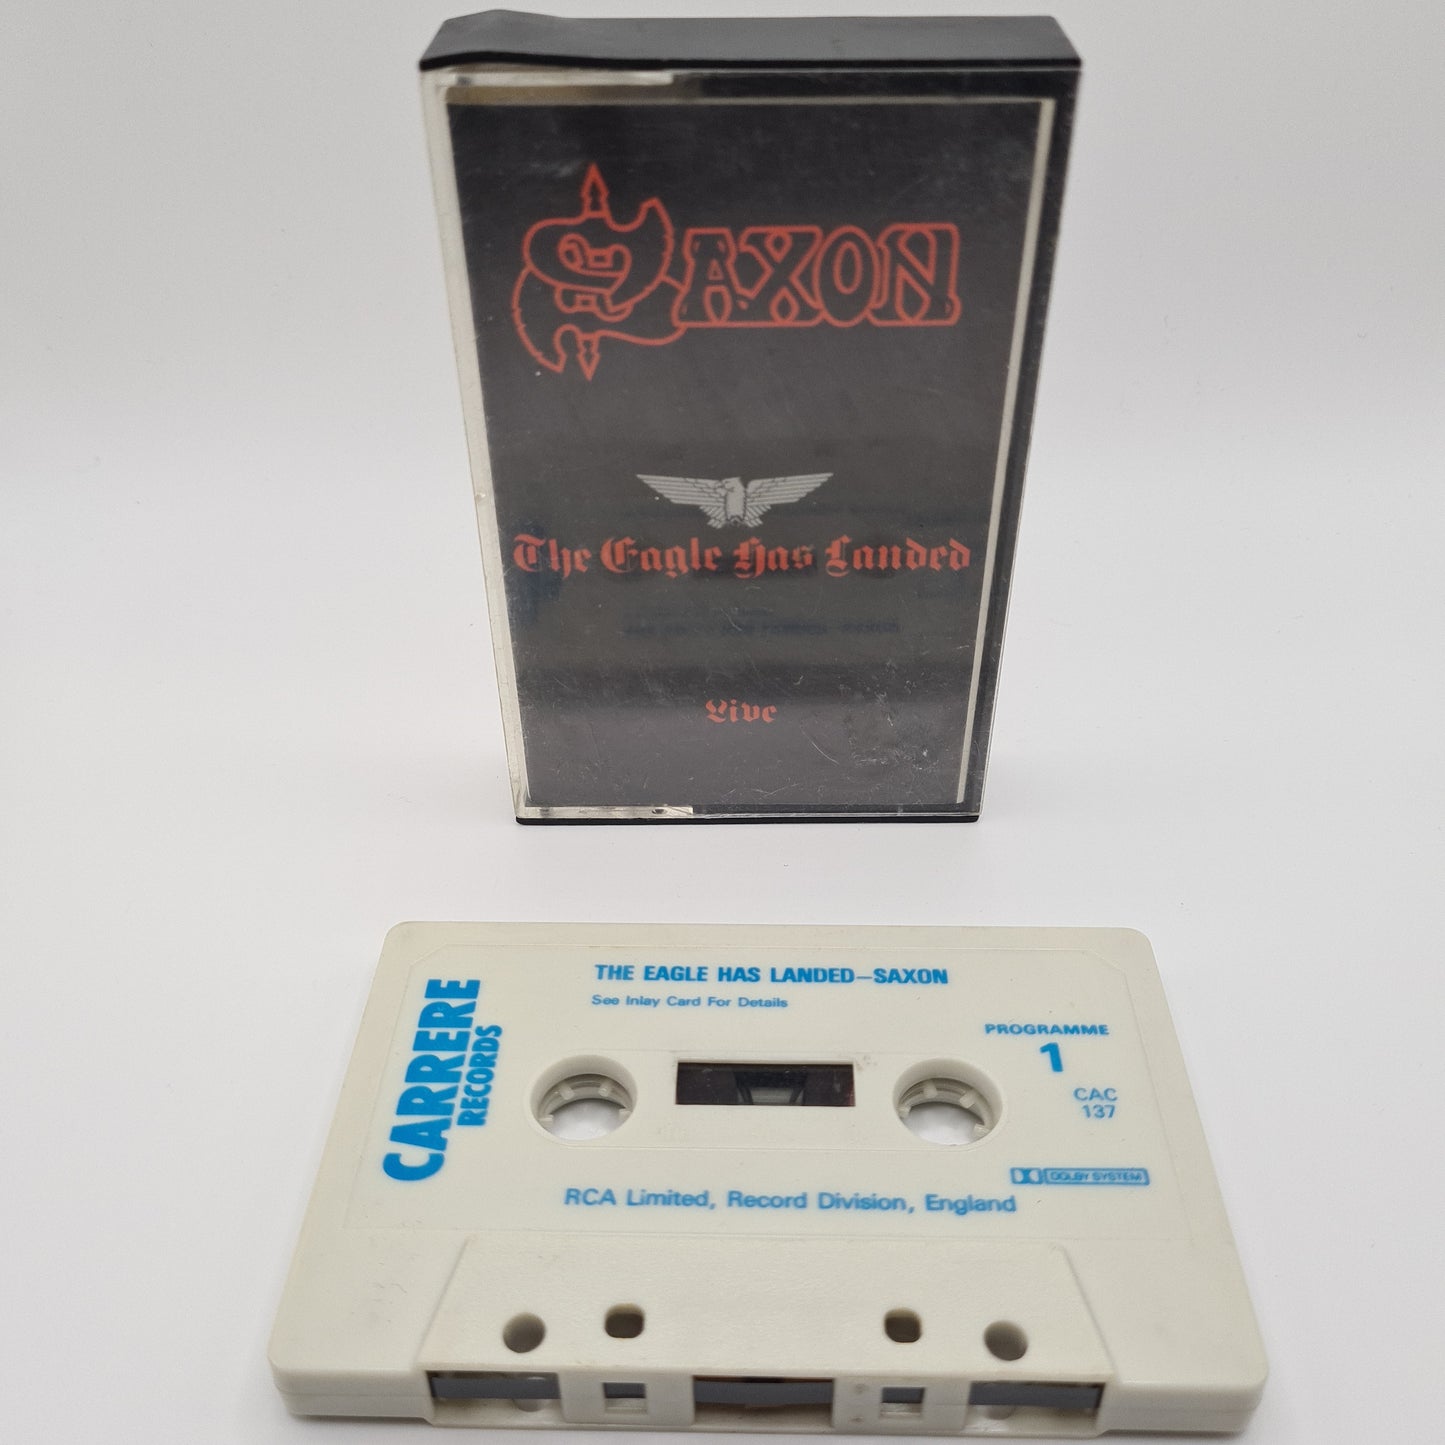 SAXON
The Eagle Has Landed
Live
THE EAGLE HAS LANDED—SAXON
See Inlay Card For Details
CARRERE
RECORDS
PROGRAMME
1
CAC
137
DOLBY SYSTEM
RCA Limited, Record Division, England